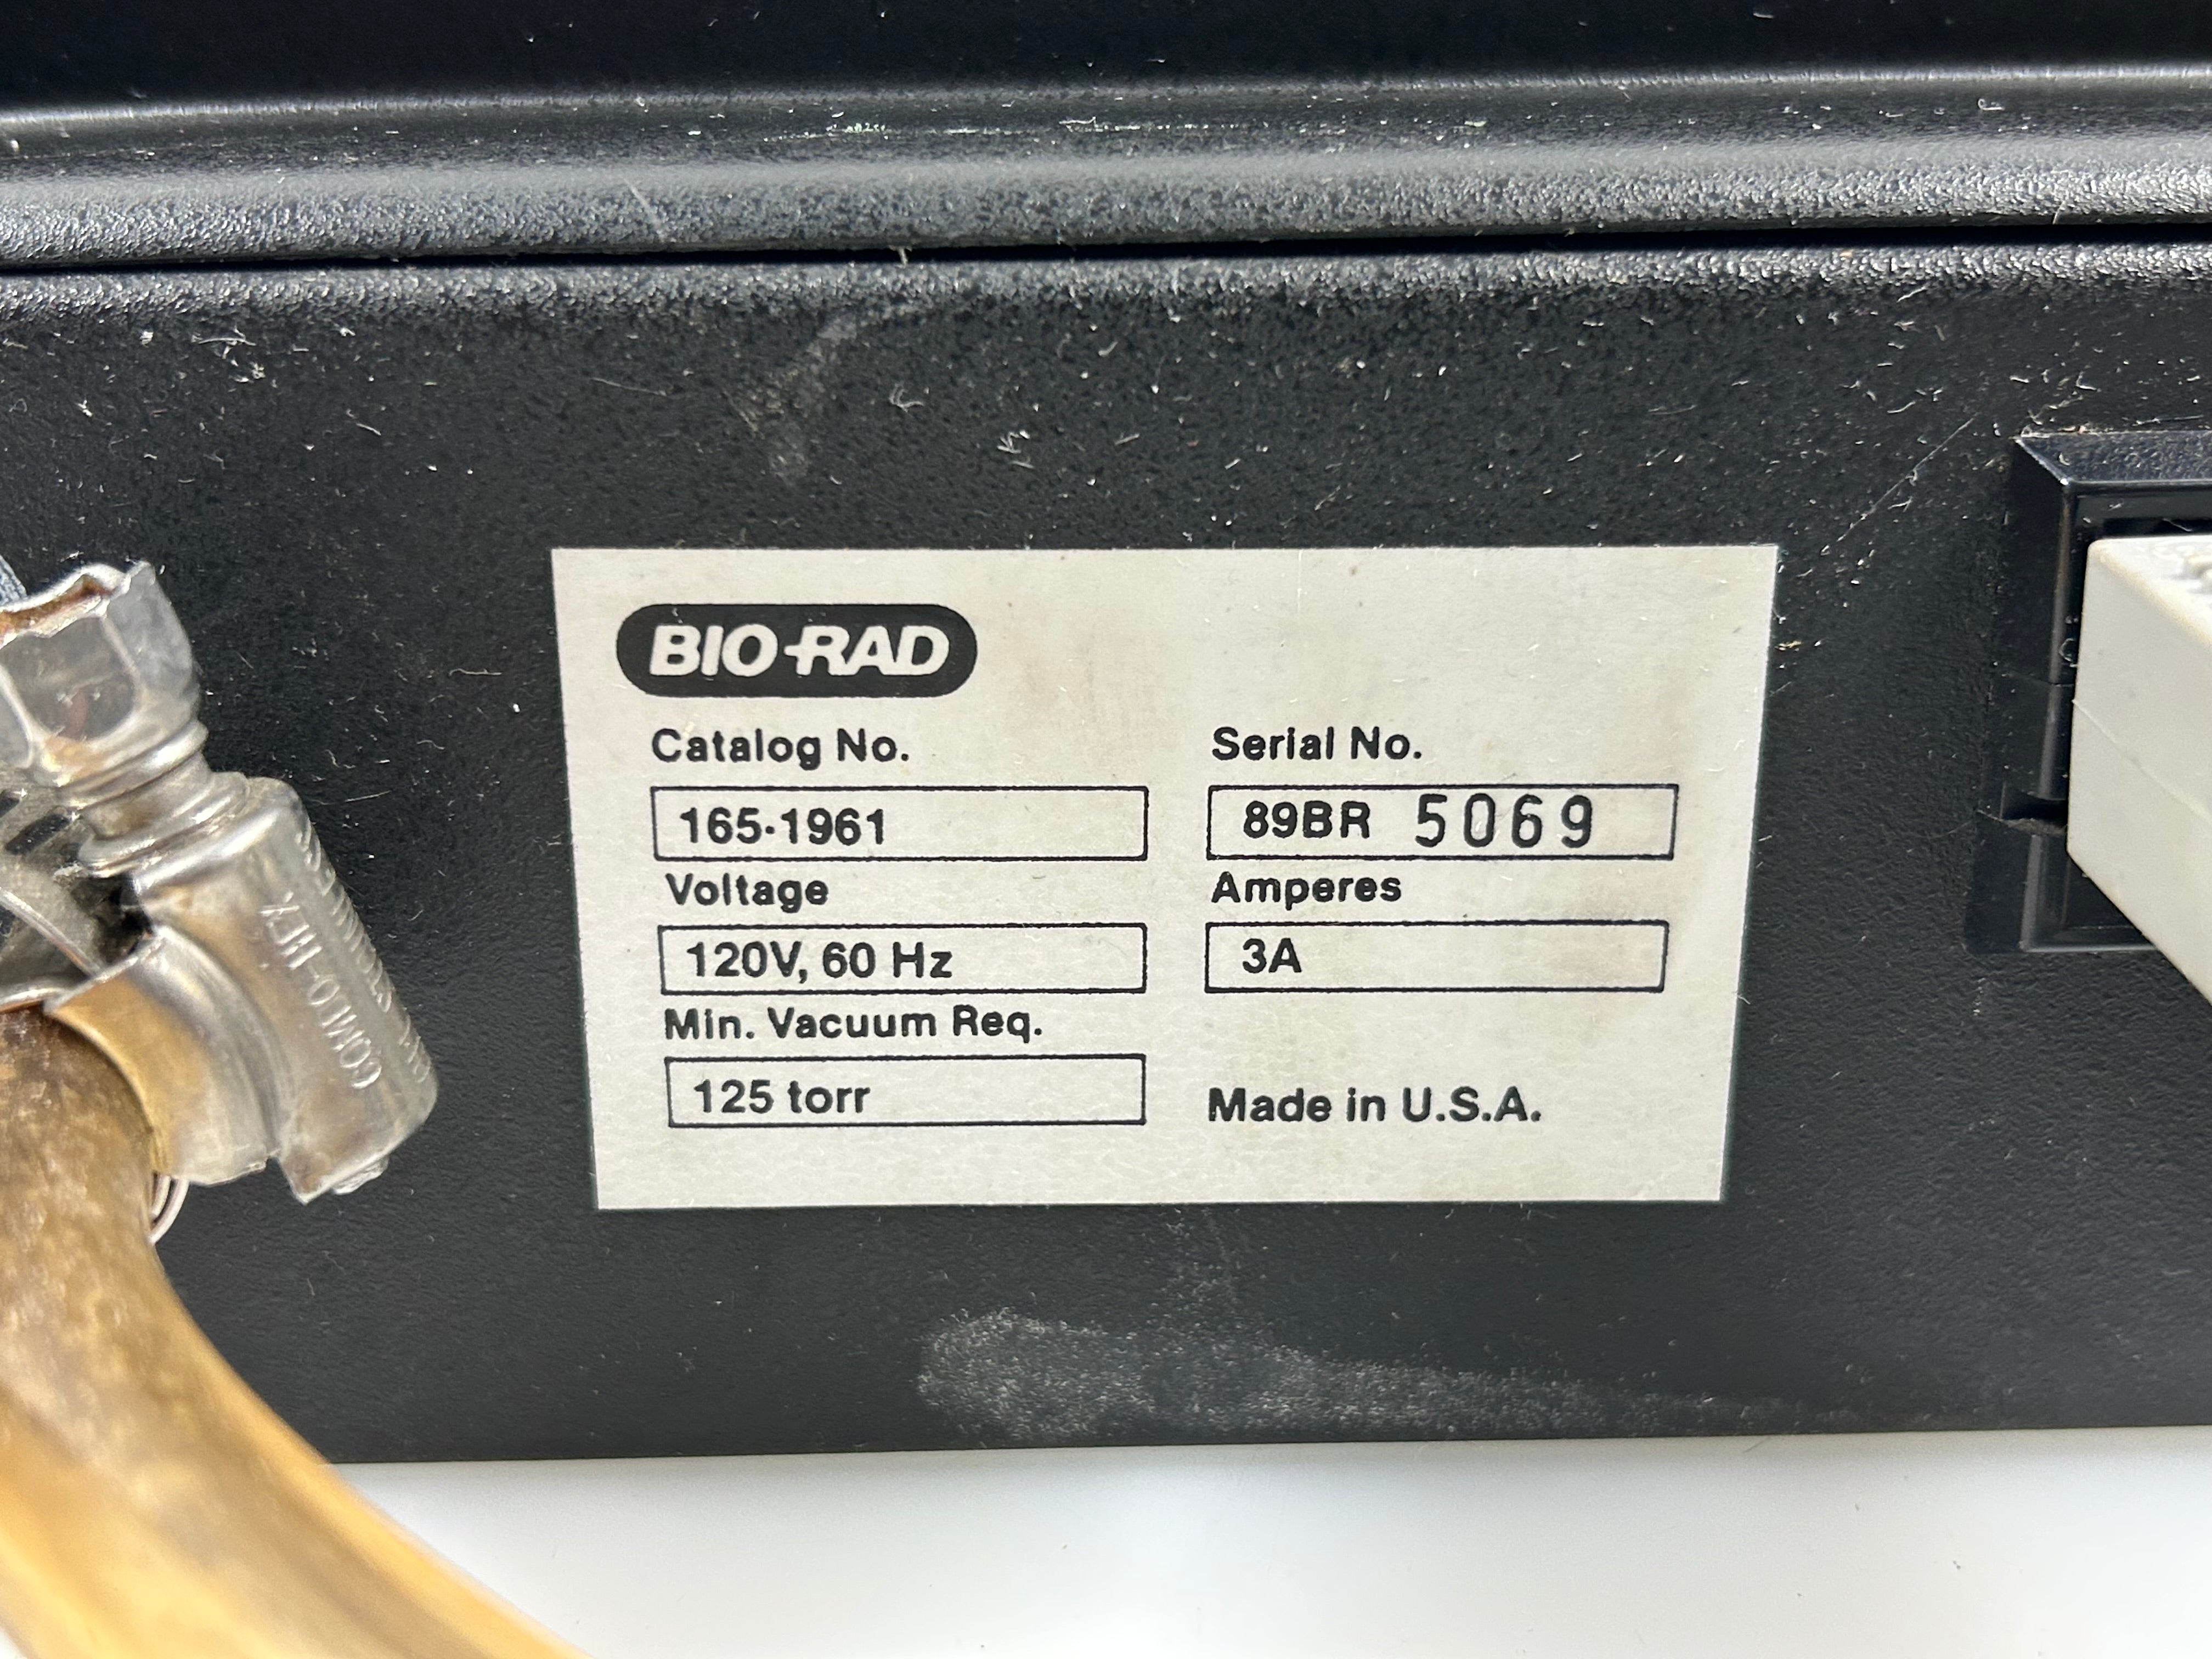 BIO-RAD
Catalog No. Serial No.
165-1961 89BR 5069
Voltage Amperes
120V, 60 Hz 3A
Min. Vacuum Req.
125 torr Made in U.S.A.